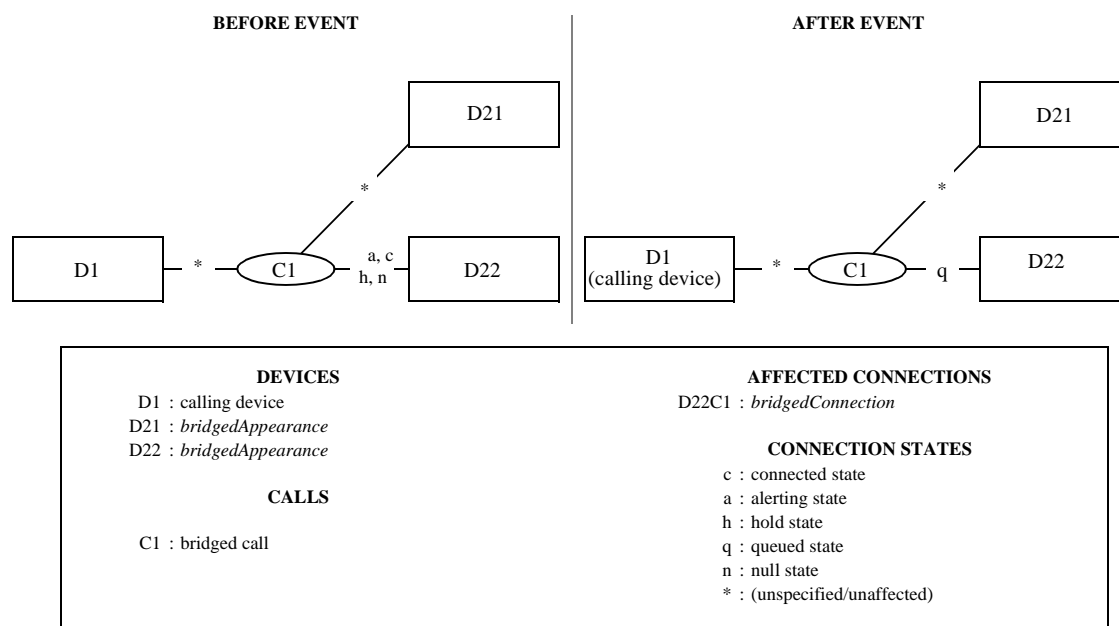 BEFORE EVENT
AFTER EVENT
D21
*
D1
*
C1
a, c
h, n
D22
D21
*
D1
(calling device)
*
C1
q
D22
DEVICES
D1 : calling device
D21 : bridgedAppearance
D22 : bridgedAppearance
CALLS
C1 : bridged call
AFFECTED CONNECTIONS
D22C1 : bridgedConnection
CONNECTION STATES
c : connected state
a : alerting state
h : hold state
q : queued state
n : null state
* : (unspecified/unaffected)